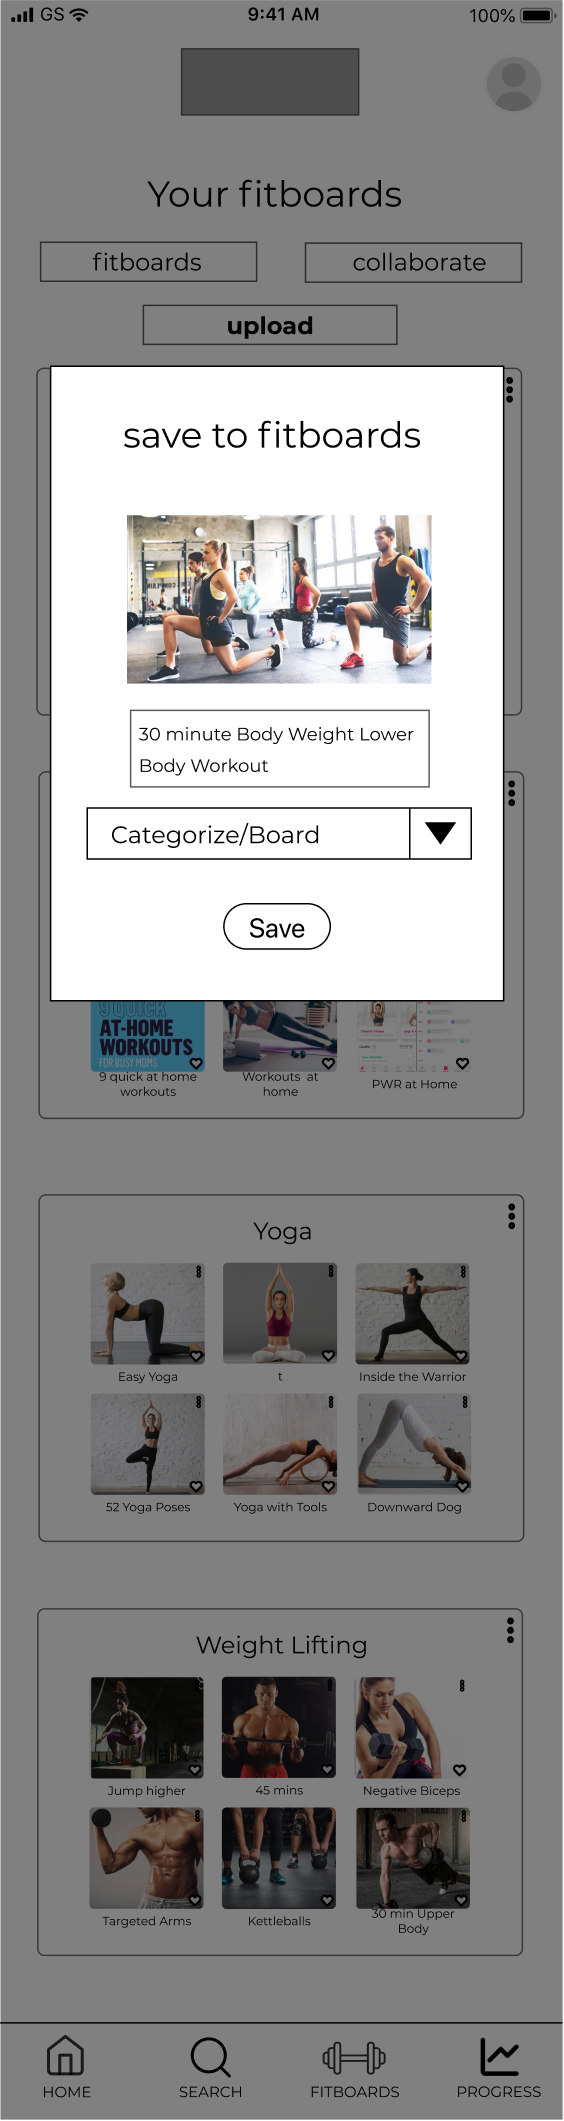 GS 9:41 AM 100%
Your fitboards
fitboards collaborate
upload
save to fitboards
30 minute Body Weight Lower
Body Workout
Categorize/Board
Save
9 QUICK
AT-HOME
WORKOUTS
FOR BUSY MOMS
9 quick at home
workouts
Workouts at
home
PWR at Home
Yoga
Easy Yoga
t
Inside the Warrior
52 Yoga Poses
Yoga with Tools
Downward Dog
Weight Lifting
Jump higher
45 mins
Negative Biceps
Targeted Arms
Kettleballs
30 min Upper
Body
HOME SEARCH FITBOARDS PROGRESS